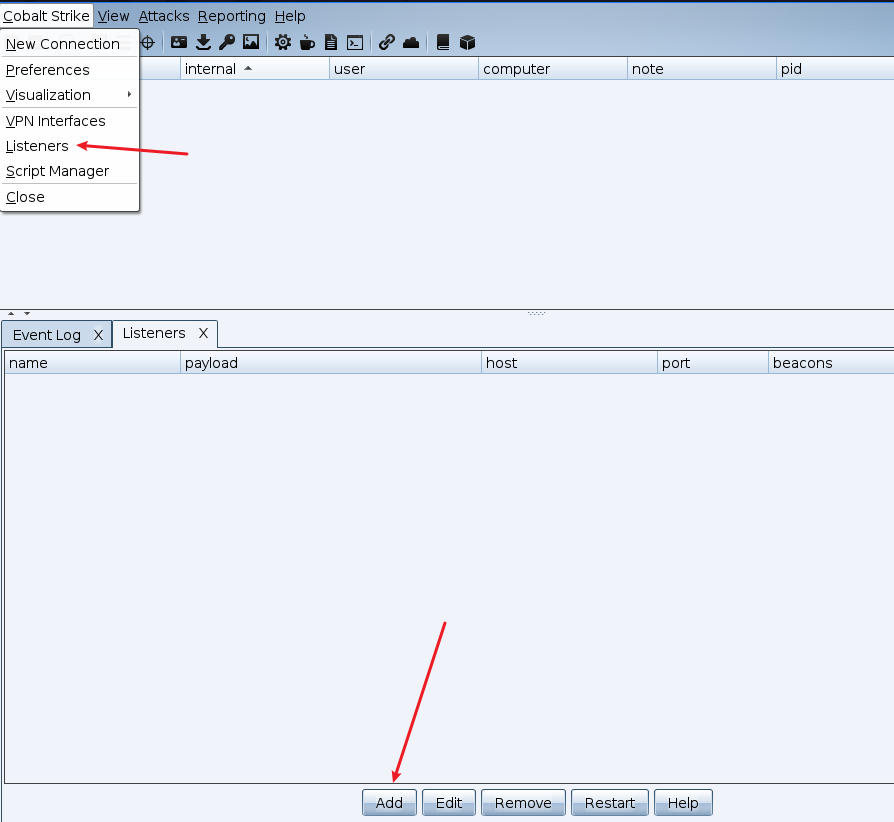 Cobalt Strike View Attacks Reporting Help
New Connection
Preferences
Visualization
VPN Interfaces
Listeners
Script Manager
Close
internal user computer note pid
Event Log X Listeners X
name payload host port beacons
Add Edit Remove Restart Help